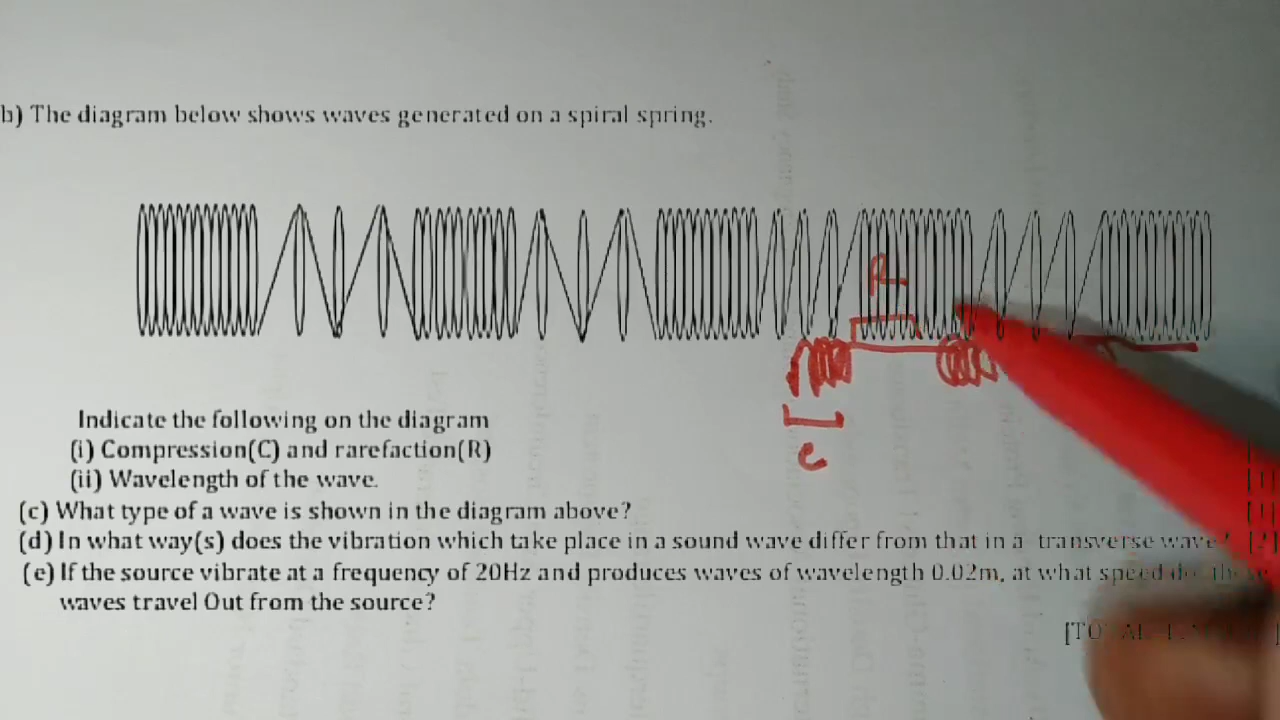 b) The diagram below shows waves generated on a spiral spring.
R
C
Indicate the following on the diagram
(i) Compression(C) and rarefaction(R)
(ii) Wavelength of the wave.
(c) What type of a wave is shown in the diagram above?
(d) In what way(s) does the vibration which take place in a sound wave differ from that in a transverse wave?
(e) If the source vibrate at a frequency of 20Hz and produces waves of wavelength 0.02m, at what speed
waves travel Out from the source?